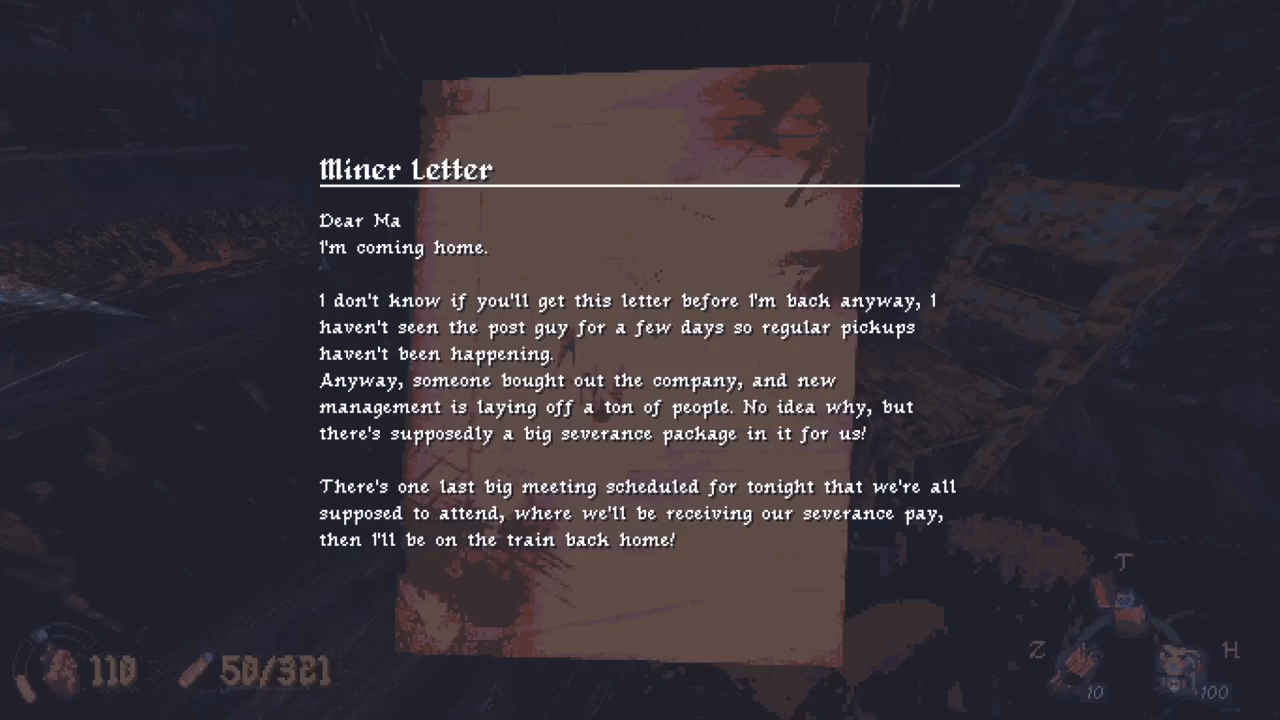 Miner Letter
Dear Ma
I'm coming home.
I don't know if you'll get this letter before I'm back anyway, I
haven't seen the post guy for a few days so regular pickups
haven't been happening.
Anyway, someone bought out the company, and new
management is laying off a ton of people. No idea why, but
there's supposedly a big severance package in it for us!
There's one last big meeting scheduled for tonight that we're all
supposed to attend, where we'll be receiving our severance pay,
then I'll be on the train back home!
T
Z
H
10
100
110
50/321